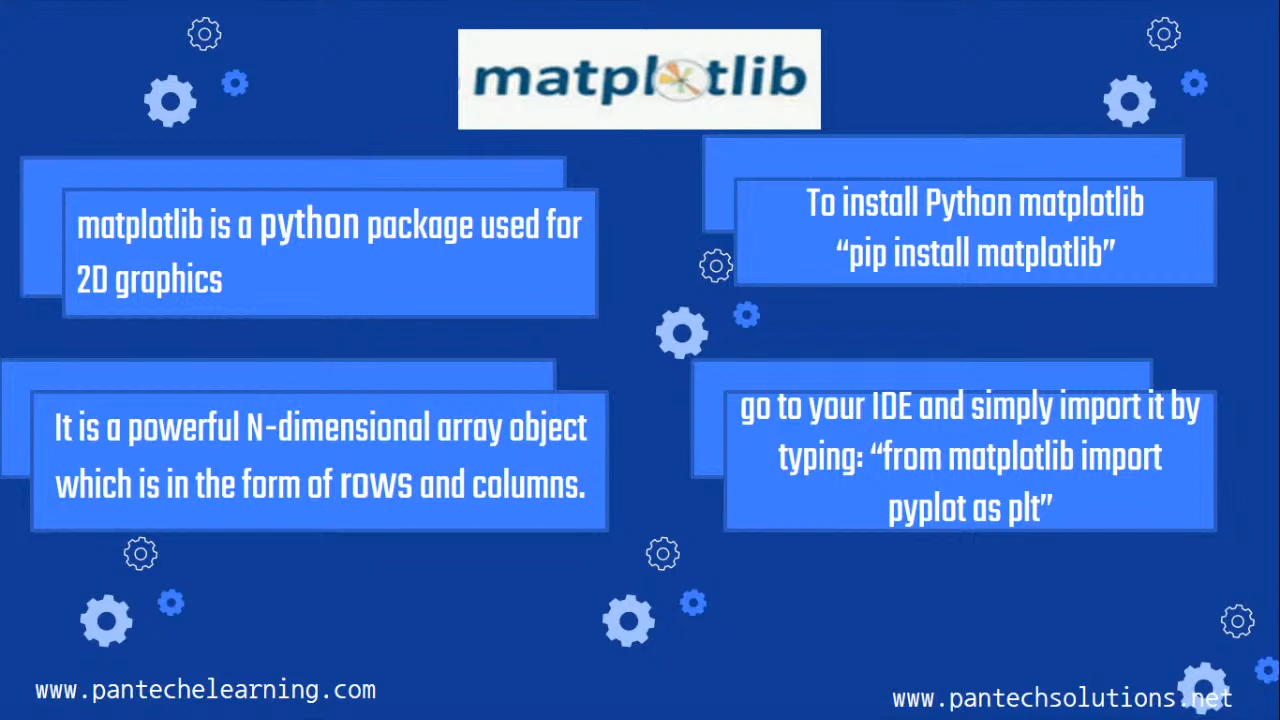 matplotlib
matplotlib is a python package used for
2D graphics
To install Python matplotlib
“pip install matplotlib”
It is a powerful N-dimensional array object
which is in the form of rows and columns.
go to your IDE and simply import it by
typing: “from matplotlib import
pyplot as plt”
www.pantechelearning.com
www.pantechsolutions.net